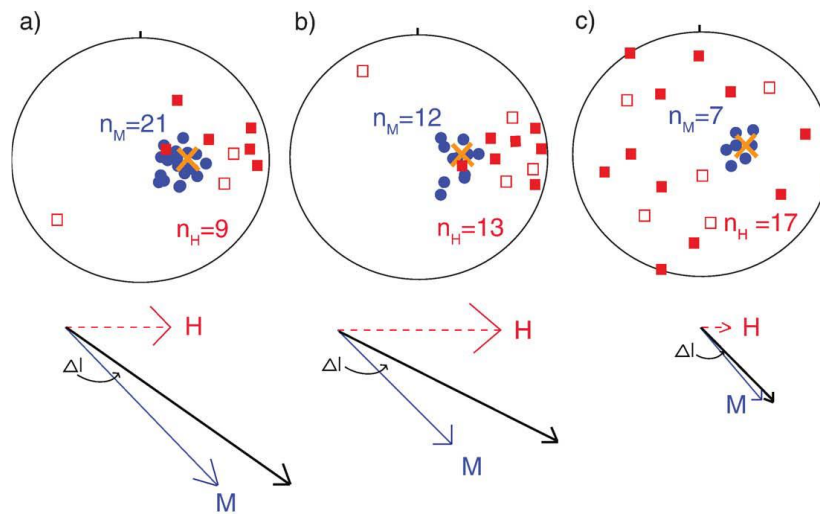 a)
b)
c)
n_M=21
n_M=12
n_M=7
n_H=9
n_H=13
n_H =17
H
H
H
ΔI
ΔI
ΔI
M
M
M